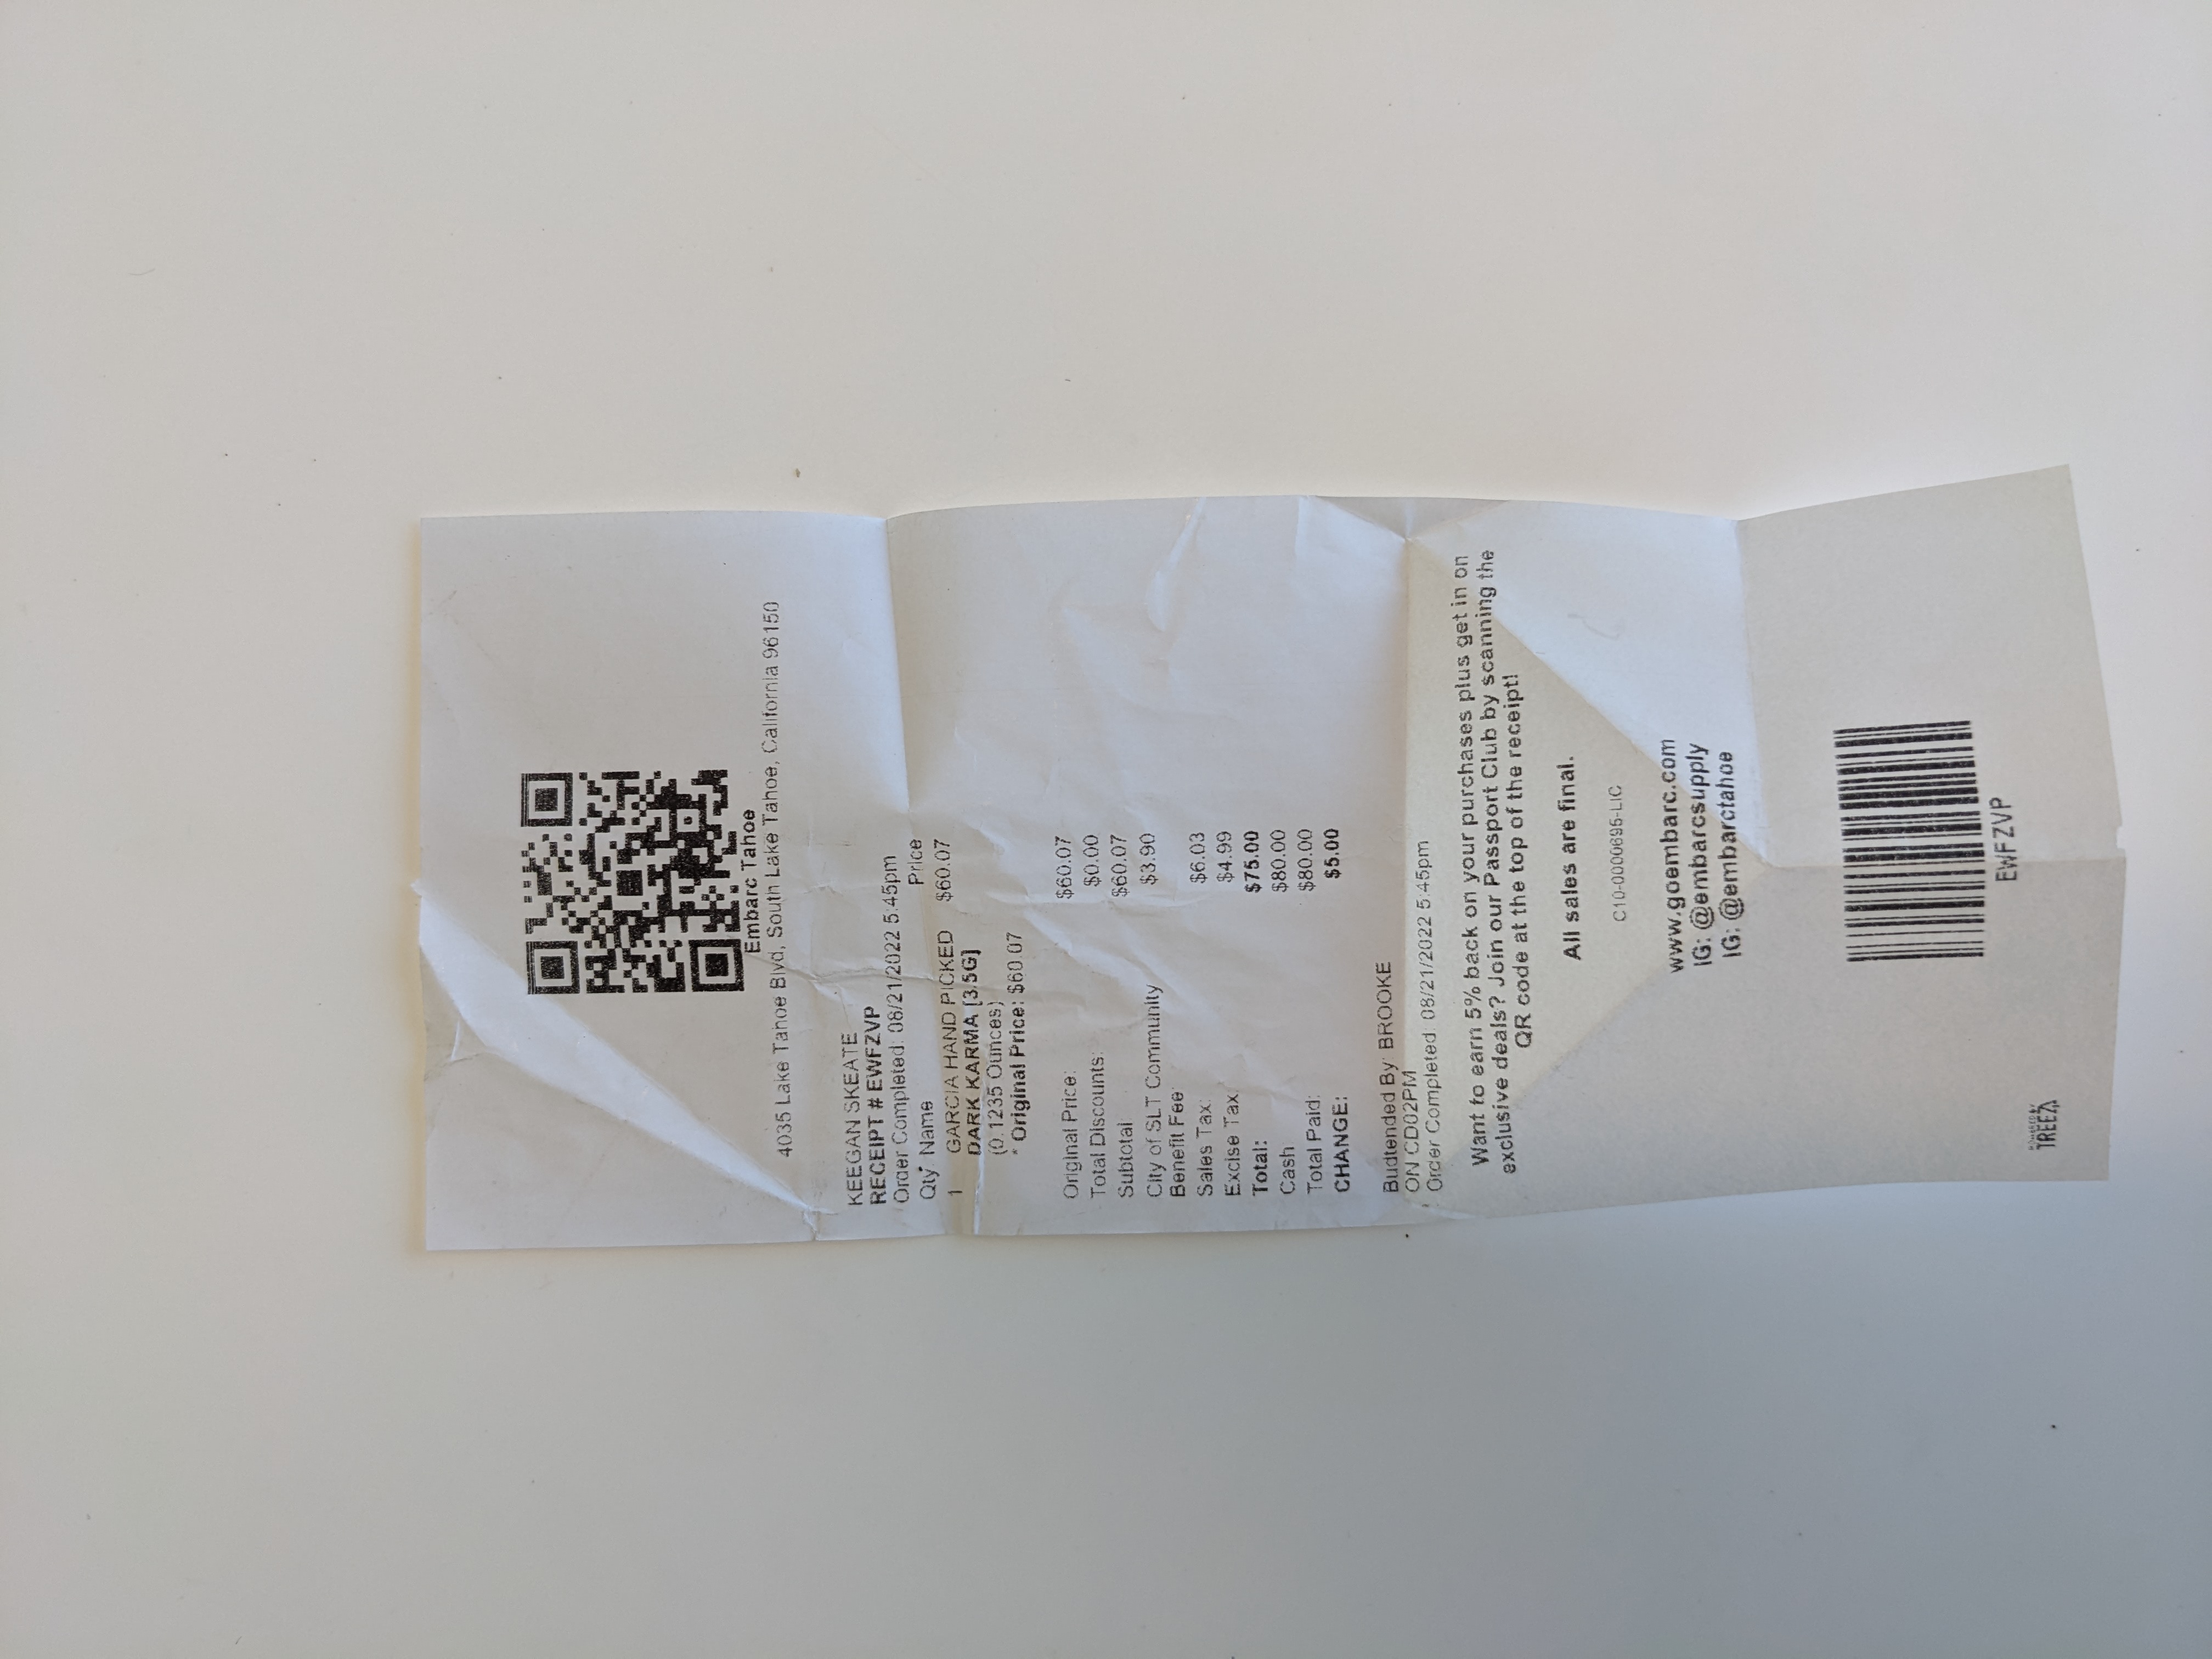 Embarc Tahoe
4035 Lake Tahoe Blvd, South Lake Tahoe, California 96150
KEEGAN SKEATE
RECEIPT # EWFZVP
Order Completed: 08/21/2022 5:45pm
Qty Name Price
1 GARCIA HAND PICKED $60.07
DARK KARMA [3.5G]
(0.1235 Ounces)
* Original Price: $60.07
Original Price: $60.07
Total Discounts: $0.00
Subtotal: $60.07
City of SLT Community $3.90
Benefit Fee:
Sales Tax: $6.03
Excise Tax: $4.99
Total: $75.00
Cash $80.00
Total Paid: $80.00
CHANGE: $5.00
Budtended By: BROOKE
ON CD02PM
Order Completed: 08/21/2022 5:45pm
Want to earn 5% back on your purchases plus get in on
exclusive deals? Join our Passport Club by scanning the
QR code at the top of the receipt!
All sales are final.
C10-0000695-LIC
www.goembarc.com
IG: @embarcsupply
IG: @embarctahoe
EWFZVP
TREEZ